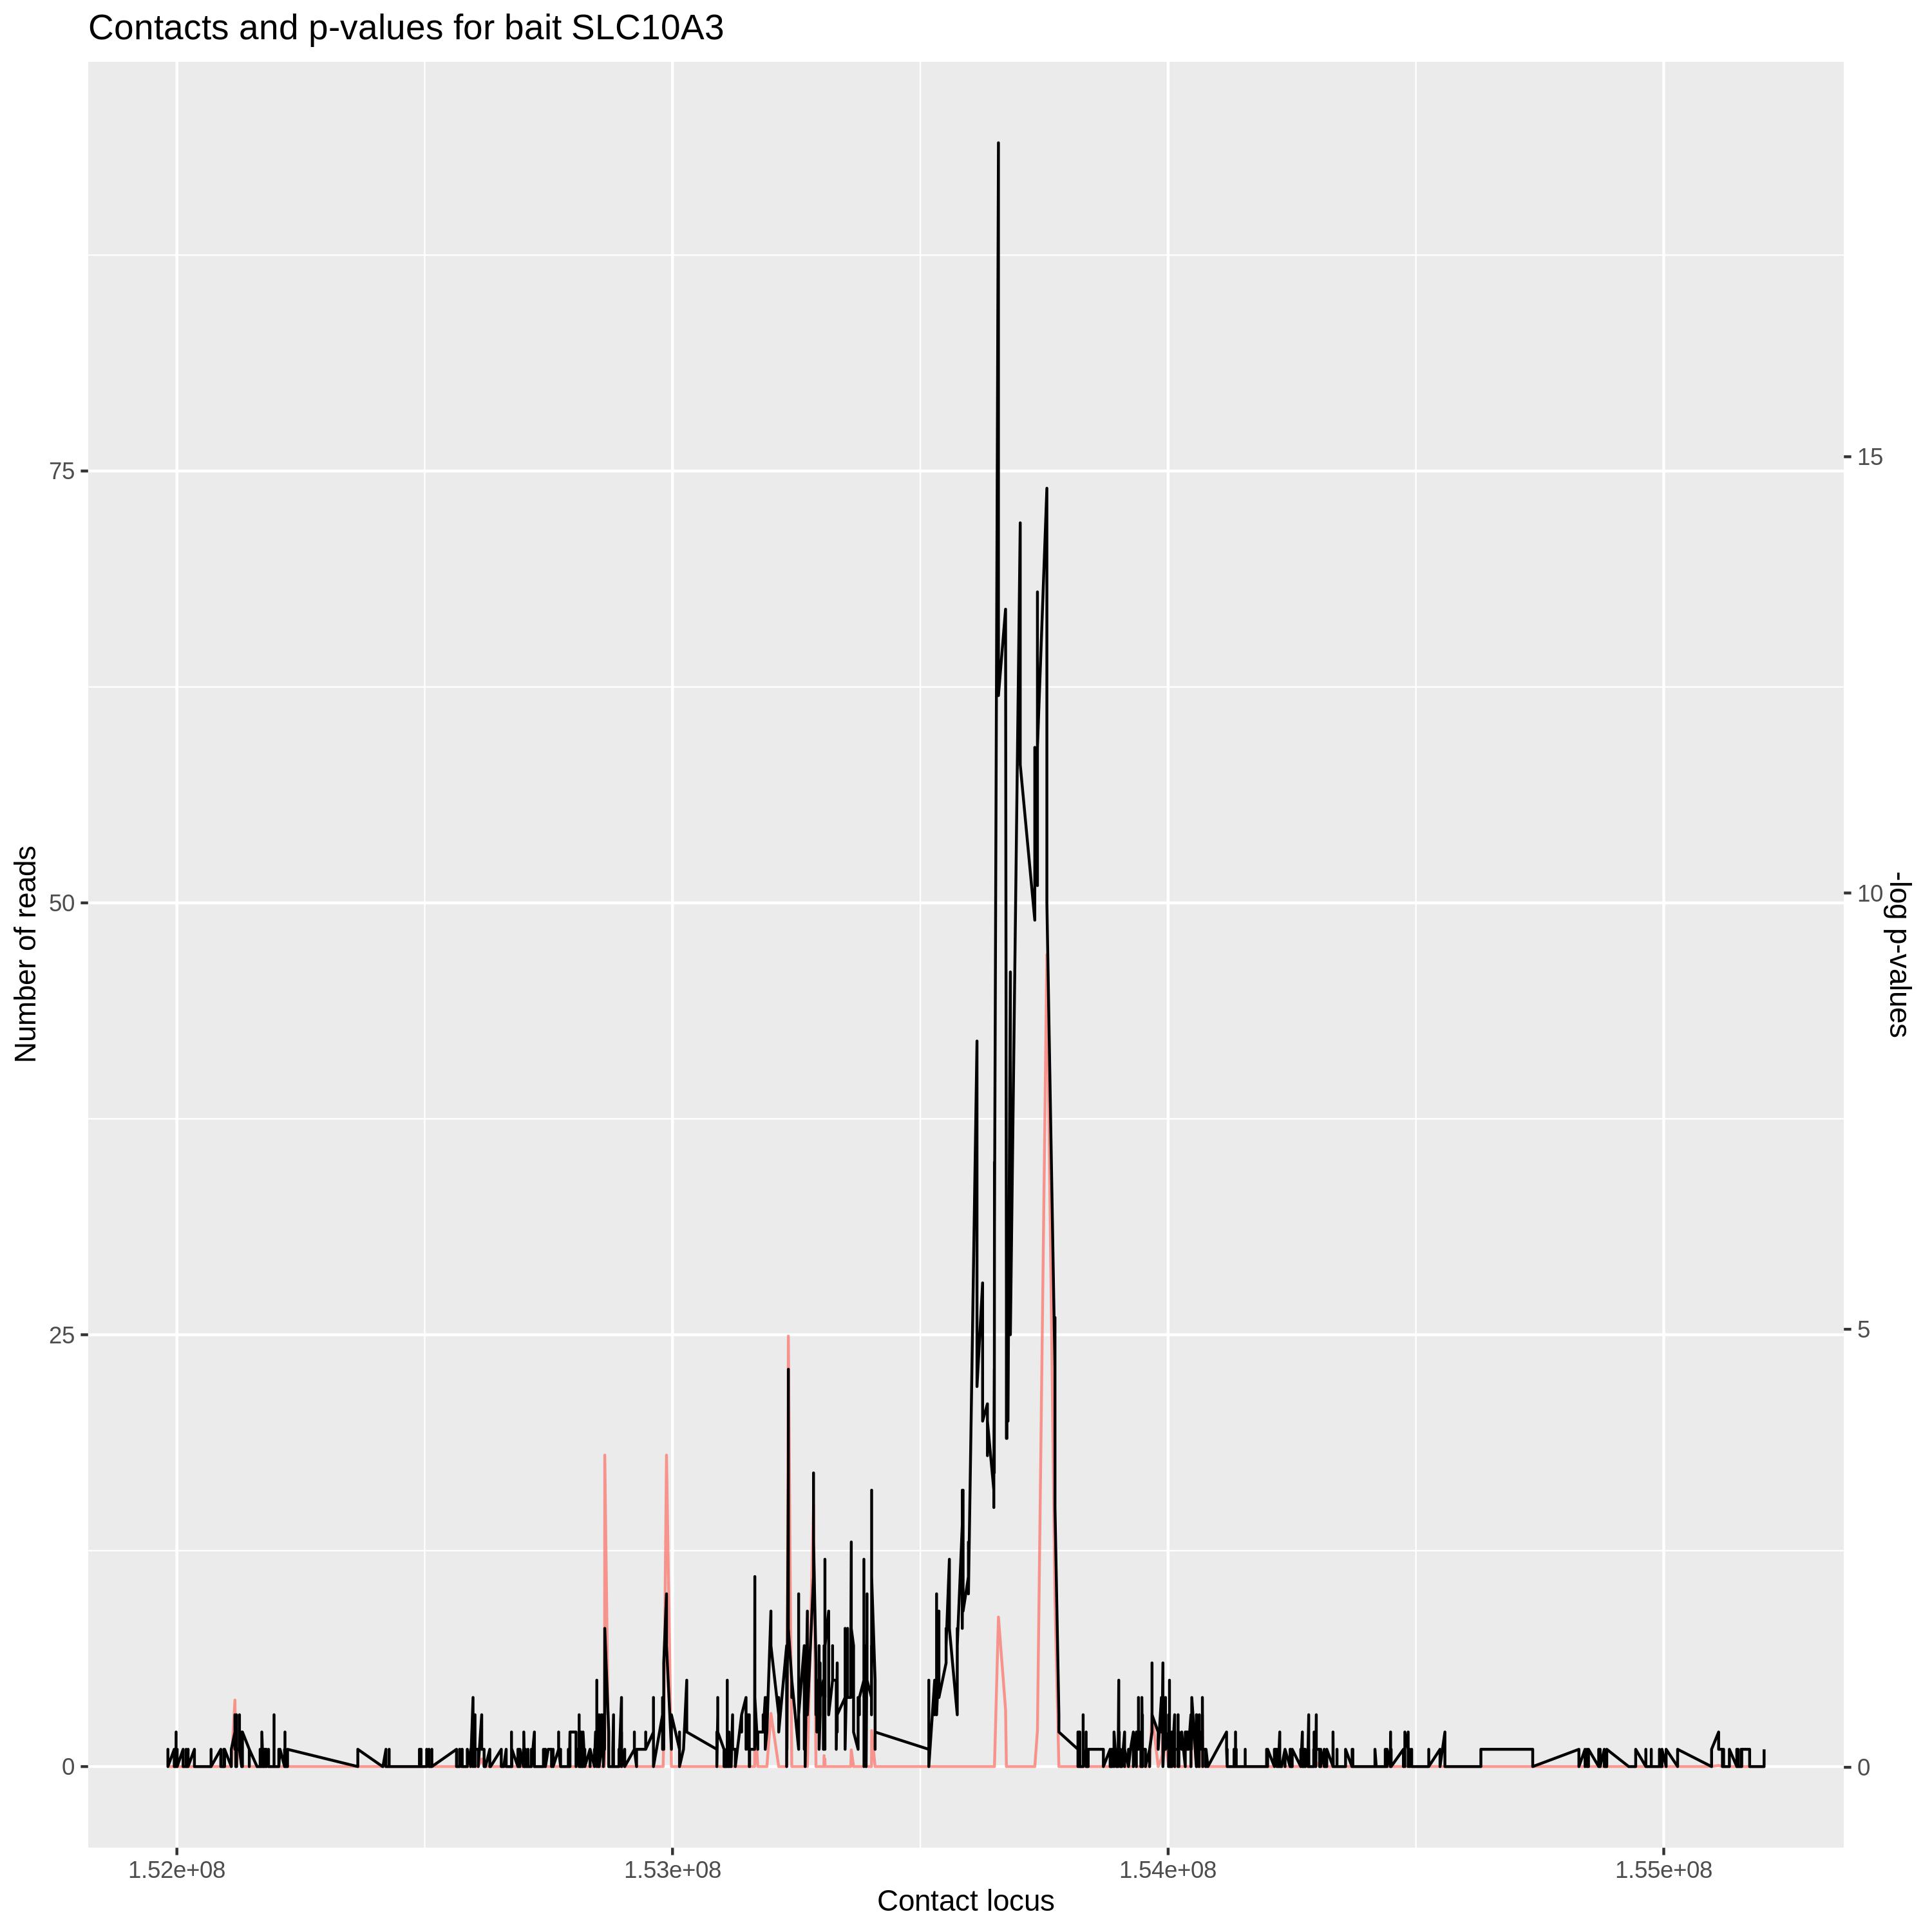 Contacts and p-values for bait SLC10A3
Number of reads
75
50
25
0
15
10
5
0
-log p-values
1.52e+08
1.53e+08
1.54e+08
1.55e+08
Contact locus